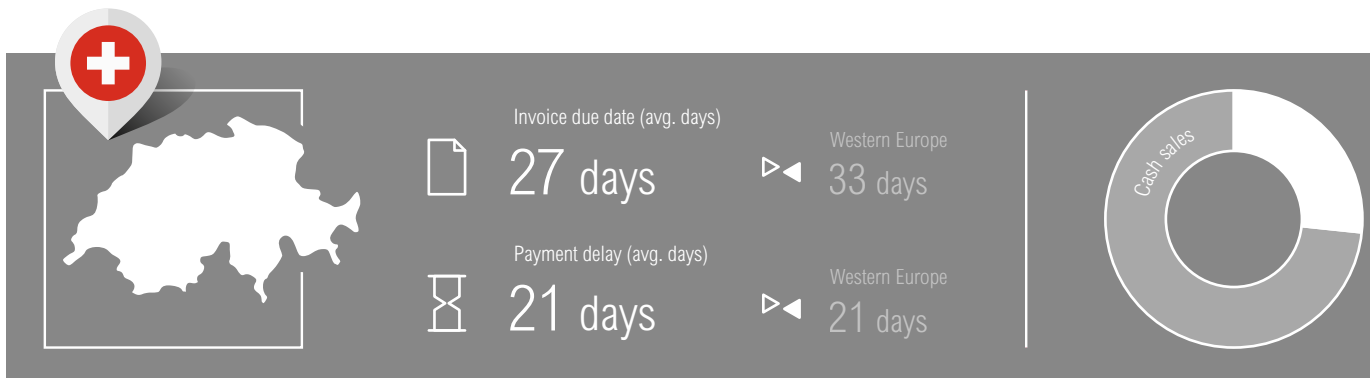 Invoice due date (avg. days)
27 days
Western Europe
33 days
Payment delay (avg. days)
21 days
Western Europe
21 days
Cash sales